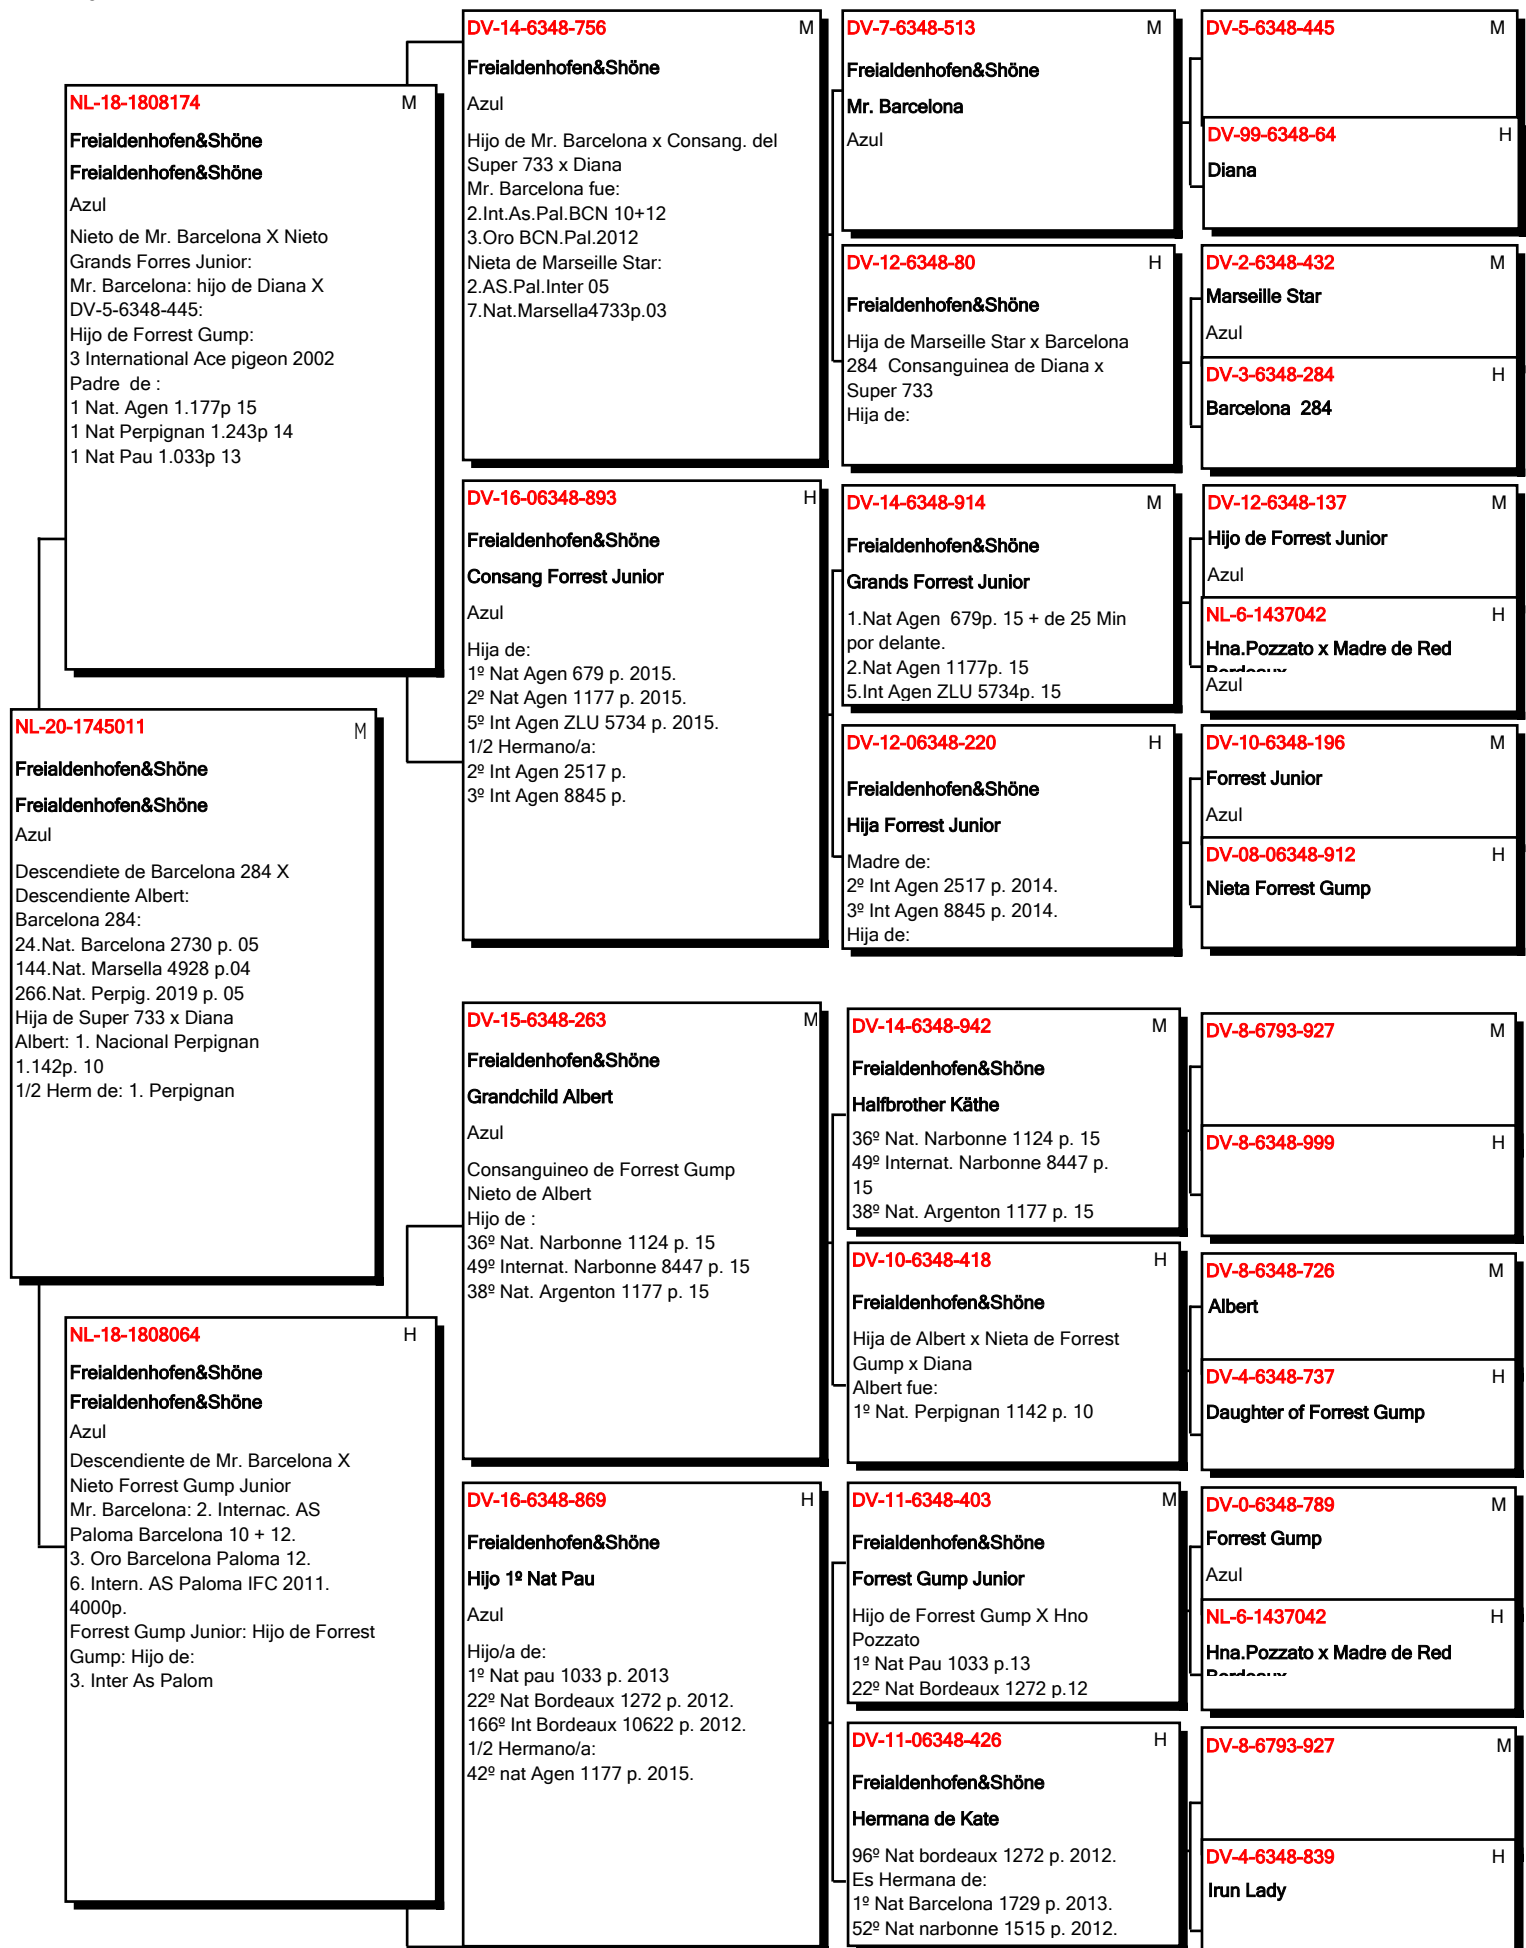 NL-20-1745011 M
Freialdenhofen&Shöne
Freialdenhofen&Shöne
Azul
Descendiete de Barcelona 284 X
Descendiente Albert:
Barcelona 284:
24.Nat. Barcelona 2730 p. 05
144.Nat. Marsella 4928 p.04
266.Nat. Perpig. 2019 p. 05
Hija de Super 733 x Diana
Albert: 1. Nacional Perpignan
1.142p. 10
1/2 Herm de: 1. Perpignan
NL-18-1808174 M
Freialdenhofen&Shöne
Freialdenhofen&Shöne
Azul
Nieto de Mr. Barcelona X Nieto
Grands Forres Junior:
Mr. Barcelona: hijo de Diana X
DV-5-6348-445:
Hijo de Forrest Gump:
3 International Ace pigeon 2002
Padre de :
1 Nat. Agen 1.177p 15
1 Nat Perpignan 1.243p 14
1 Nat Pau 1.033p 13
NL-18-1808064 H
Freialdenhofen&Shöne
Freialdenhofen&Shöne
Azul
Descendiente de Mr. Barcelona X
Nieto Forrest Gump Junior
Mr. Barcelona: 2. Internac. AS
Paloma Barcelona 10 + 12.
3. Oro Barcelona Paloma 12.
6. Intern. AS Paloma IFC 2011.
4000p.
Forrest Gump Junior: Hijo de Forrest
Gump: Hijo de:
3. Inter As Palom
DV-14-6348-756 M
Freialdenhofen&Shöne
Azul
Hijo de Mr. Barcelona x Consang. del
Super 733 x Diana
Mr. Barcelona fue:
2.Int.As.Pal.BCN 10+12
3.Oro BCN.Pal.2012
Nieta de Marseille Star:
2.AS.Pal.Inter 05
7.Nat.Marsella4733p.03
DV-16-06348-893 H
Freialdenhofen&Shöne
Consang Forrest Junior
Azul
Hija de:
1º Nat Agen 679 p. 2015.
2º Nat Agen 1177 p. 2015.
5º Int Agen ZLU 5734 p. 2015.
1/2 Hermano/a:
2º Int Agen 2517 p.
3º Int Agen 8845 p.
DV-15-6348-263 M
Freialdenhofen&Shöne
Grandchild Albert
Azul
Consanguineo de Forrest Gump
Nieto de Albert
Hijo de :
36º Nat. Narbonne 1124 p. 15
49º Internat. Narbonne 8447 p. 15
38º Nat. Argenton 1177 p. 15
DV-16-6348-869 H
Freialdenhofen&Shöne
Hijo 1º Nat Pau
Azul
Hijo/a de:
1º Nat pau 1033 p. 2013
22º Nat Bordeaux 1272 p. 2012.
166º Int Bordeaux 10622 p. 2012.
1/2 Hermano/a:
42º nat Agen 1177 p. 2015.
DV-7-6348-513 M
Freialdenhofen&Shöne
Mr. Barcelona
Azul
DV-12-6348-80 H
Freialdenhofen&Shöne
Hija de Marseille Star x Barcelona
284 Consanguinea de Diana x
Super 733
Hija de:
DV-14-6348-914 M
Freialdenhofen&Shöne
Grands Forrest Junior
1.Nat Agen 679p. 15 + de 25 Min
por delante.
2.Nat Agen 1177p. 15
5.Int Agen ZLU 5734p. 15
DV-12-06348-220 H
Freialdenhofen&Shöne
Hija Forrest Junior
Madre de:
2º Int Agen 2517 p. 2014.
3º Int Agen 8845 p. 2014.
Hija de:
DV-14-6348-942 M
Freialdenhofen&Shöne
Halfbrother Käthe
36º Nat. Narbonne 1124 p. 15
49º Internat. Narbonne 8447 p.
15
38º Nat. Argenton 1177 p. 15
DV-10-6348-418 H
Freialdenhofen&Shöne
Hija de Albert x Nieta de Forrest
Gump x Diana
Albert fue:
1º Nat. Perpignan 1142 p. 10
DV-11-6348-403 M
Freialdenhofen&Shöne
Forrest Gump Junior
Hijo de Forrest Gump X Hno
Pozzato
1º Nat Pau 1033 p.13
22º Nat Bordeaux 1272 p.12
DV-11-06348-426 H
Freialdenhofen&Shöne
Hermana de Kate
96º Nat bordeaux 1272 p. 2012.
Es Hermana de:
1º Nat Barcelona 1729 p. 2013.
52º Nat narbonne 1515 p. 2012.
DV-5-6348-445 M
DV-99-6348-64 H
Diana
DV-2-6348-432 M
Marseille Star
Azul
DV-3-6348-284 H
Barcelona 284
DV-12-6348-137 M
Hijo de Forrest Junior
Azul
NL-6-1437042 H
Hna.Pozzato x Madre de Red
Bordeaux
Azul
DV-10-6348-196 M
Forrest Junior
Azul
DV-08-06348-912 H
Nieta Forrest Gump
DV-8-6793-927 M
DV-8-6348-999 H
DV-8-6348-726 M
Albert
DV-4-6348-737 H
Daughter of Forrest Gump
DV-0-6348-789 M
Forrest Gump
Azul
NL-6-1437042 H
Hna.Pozzato x Madre de Red
Bordeaux
DV-8-6793-927 M
DV-4-6348-839 H
Irun Lady